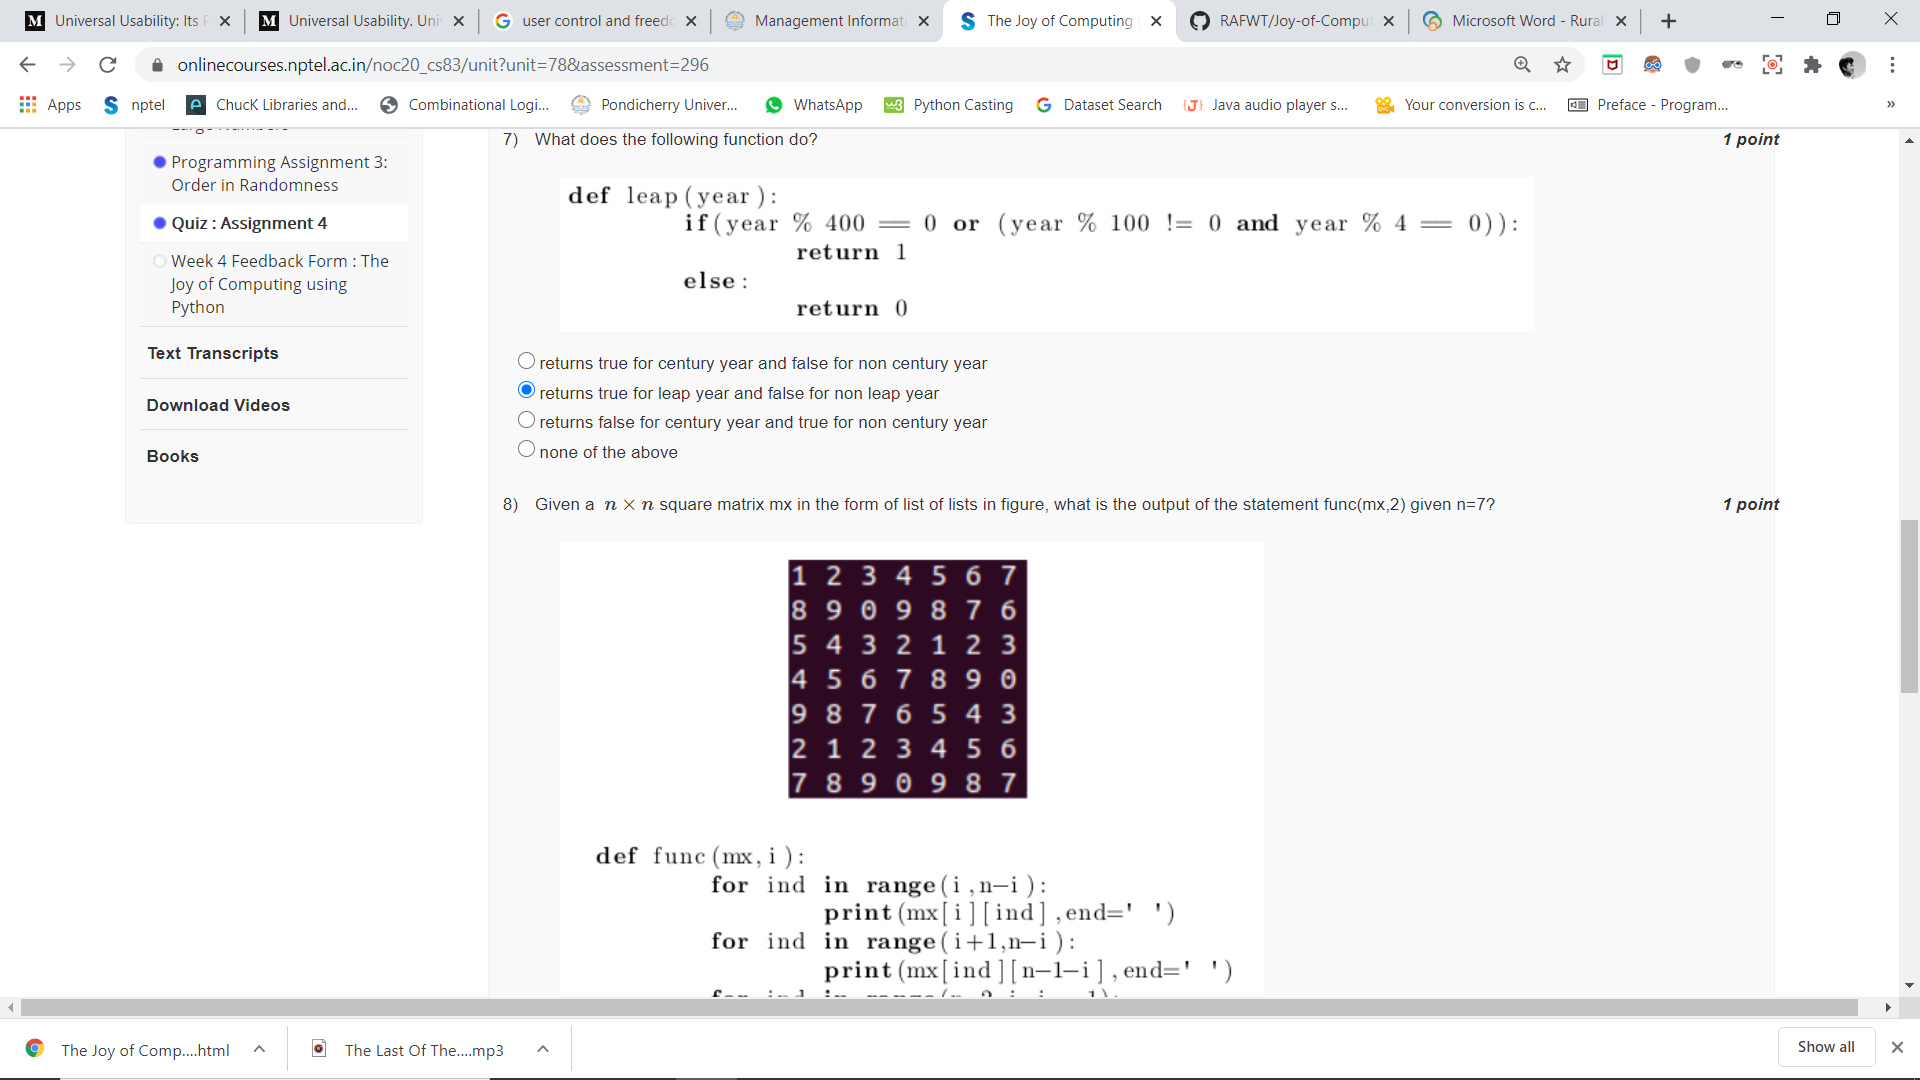 Universal Usability: Its
Universal Usability. Uni
user control and freed
Management Informati
The Joy of Computing
RAFWT/Joy-of-Comput
Microsoft Word - Rural
onlinecourses.nptel.ac.in/noc20_cs83/unit?unit=78&assessment=296
Apps
nptel
ChucK Libraries and...
Combinational Logi...
Pondicherry Univer...
WhatsApp
Python Casting
Dataset Search
Java audio player s...
Your conversion is c...
Preface - Program...
Programming Assignment 3:
Order in Randomness
Quiz : Assignment 4
Week 4 Feedback Form : The
Joy of Computing using
Python
Text Transcripts
Download Videos
Books
7) What does the following function do? 1 point
def leap(year):
if(year % 400 == 0 or (year % 100 != 0 and year % 4 == 0)):
return 1
else:
return 0
returns true for century year and false for non century year
returns true for leap year and false for non leap year
returns false for century year and true for non century year
none of the above
8) Given a n × n square matrix mx in the form of list of lists in figure, what is the output of the statement func(mx,2) given n=7? 1 point
1 2 3 4 5 6 7
8 9 0 9 8 7 6
5 4 3 2 1 2 3
4 5 6 7 8 9 0
9 8 7 6 5 4 3
2 1 2 3 4 5 6
7 8 9 0 9 8 7
def func(mx,i):
for ind in range(i,n-i):
print(mx[i][ind],end=' ')
for ind in range(i+1,n-i):
print(mx[ind][n-1-i],end=' ')
The Joy of Comp....html
The Last Of The....mp3
Show all